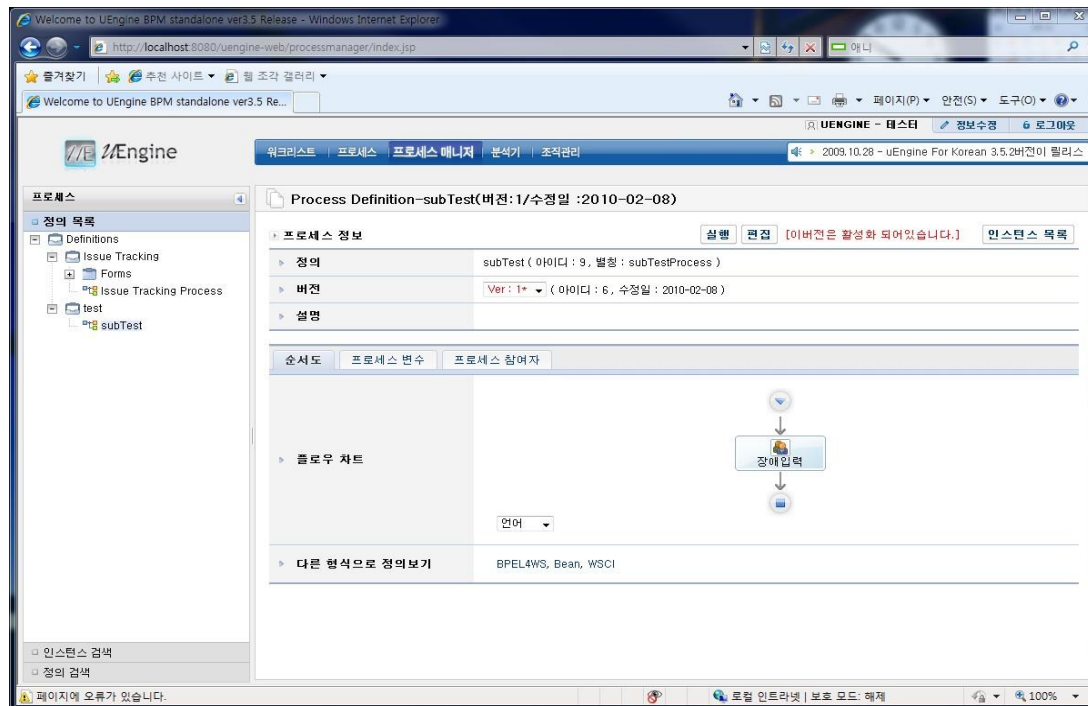 Welcome to UEngine BPM standalone ver3.5 Release - Windows Internet Explorer
http://localhost:8080/uengine-web/processmanager/index.jsp
애니
즐겨찾기 추천 사이트 웹 조각 갤러리
Welcome to UEngine BPM standalone ver3.5 Re... 페이지(P) 안전(S) 도구(O)
UENGINE - 테스터 정보수정 로그아웃
UEngine
워크리스트 프로세스 프로세스 매니저 분석기 조직관리 2009.10.28 - uEngine For Korean 3.5.2버전이 릴리스
프로세스
정의 목록
Definitions
Issue Tracking
Forms
Issue Tracking Process
test
subTest
인스턴스 검색
정의 검색
Process Definition-subTest(버전:1/수정일 :2010-02-08)
프로세스 정보 실행 편집 [이버전은 활성화 되어있습니다.] 인스턴스 목록
정의 subTest ( 아이디 : 9, 별칭 : subTestProcess )
버전 Ver : 1* ( 아이디 : 6, 수정일 : 2010-02-08 )
설명
순서도 프로세스 변수 프로세스 참여자
플로우 차트
장애입력
언어
다른 형식으로 정의보기 BPEL4WS, Bean, WSCI
페이지에 오류가 있습니다. 로컬 인트라넷 | 보호 모드: 해제 100%